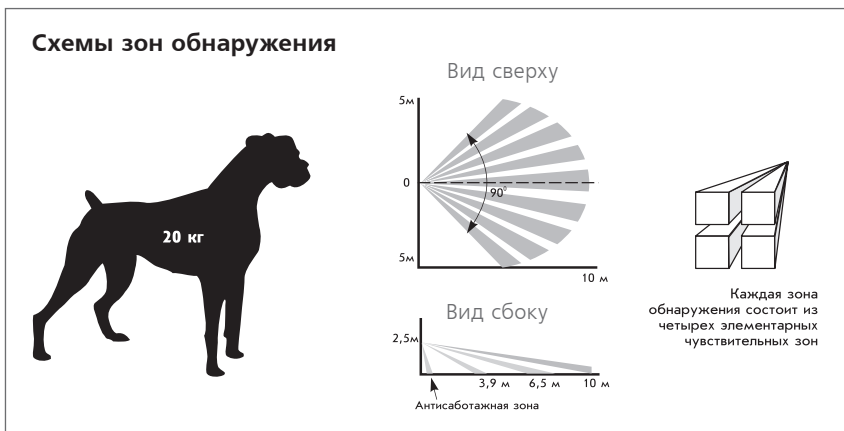 Схемы зон обнаружения
20 кг
Вид сверху
5м
0
90°
5м
10 м
Вид сбоку
2,5м
3,9 м 6,5 м 10 м
Антисаботажная зона
Каждая зона
обнаружения состоит из
четырех элементарных
чувствительных зон